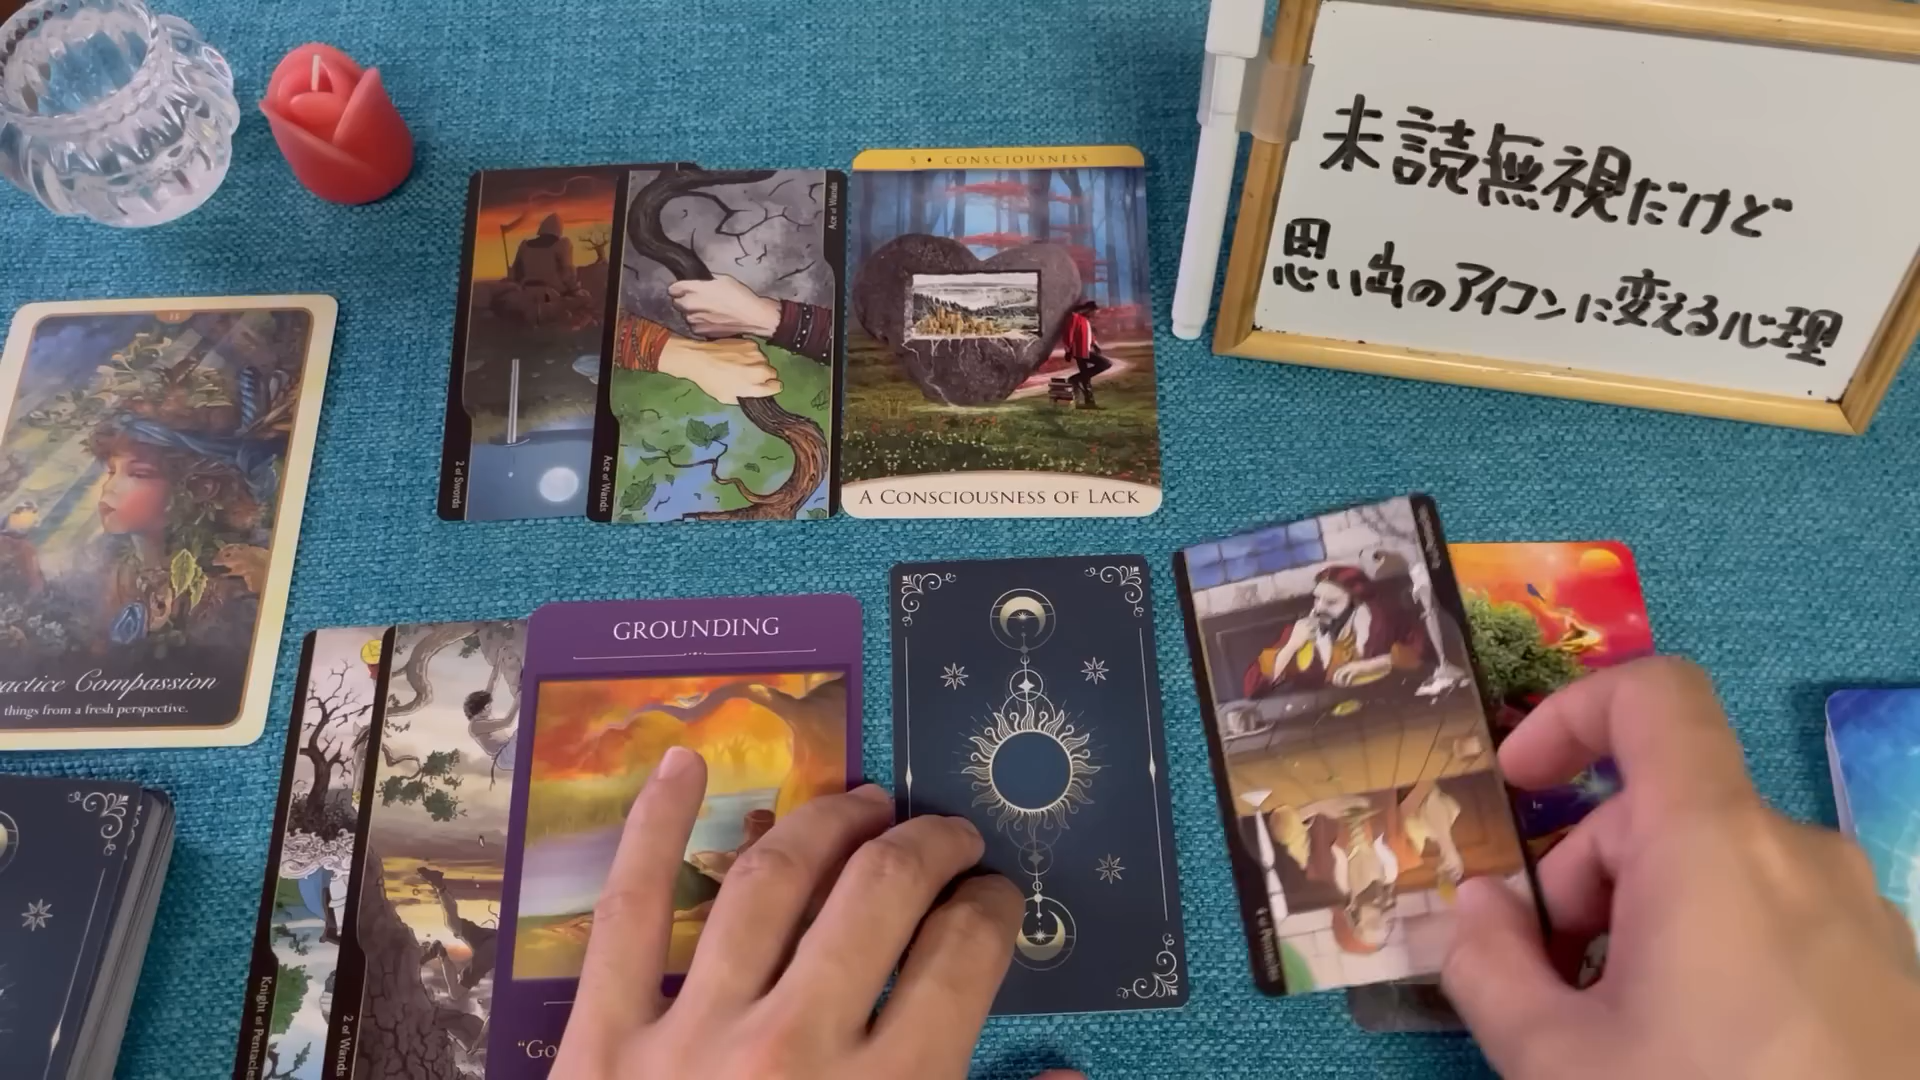 未読無視だけど
思い出のアイコンに変える心理
5 • CONSCIOUSNESS
A CONSCIOUSNESS OF LACK
Ace of Wands
Ace of Wands
2 of Swords
11
actice Compassion
things from a fresh perspective.
GROUNDING
"Go
Knight of Pentacles
2 of Wands
4 of Pentacles